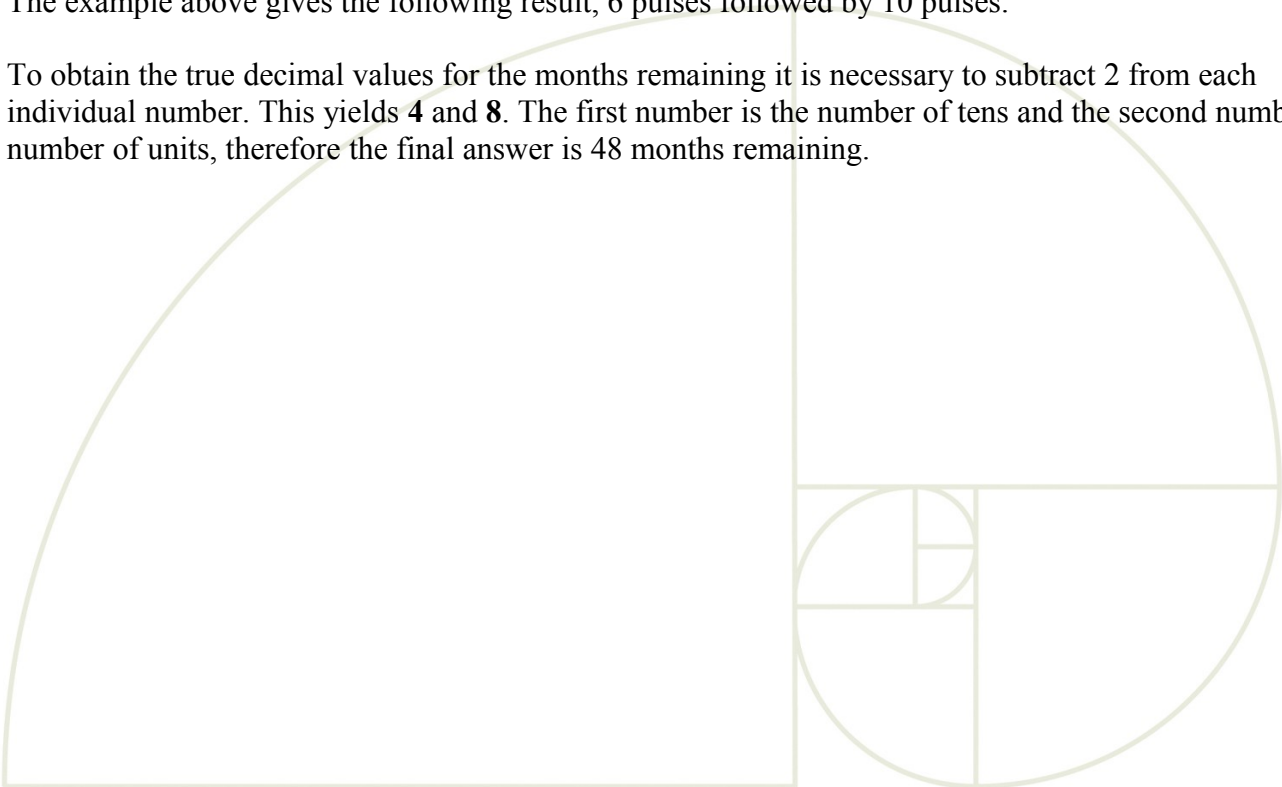 The example above gives the following result, 6 pulses followed by 10 pulses.
To obtain the true decimal values for the months remaining it is necessary to subtract 2 from each
individual number. This yields 4 and 8. The first number is the number of tens and the second
number of units, therefore the final answer is 48 months remaining.